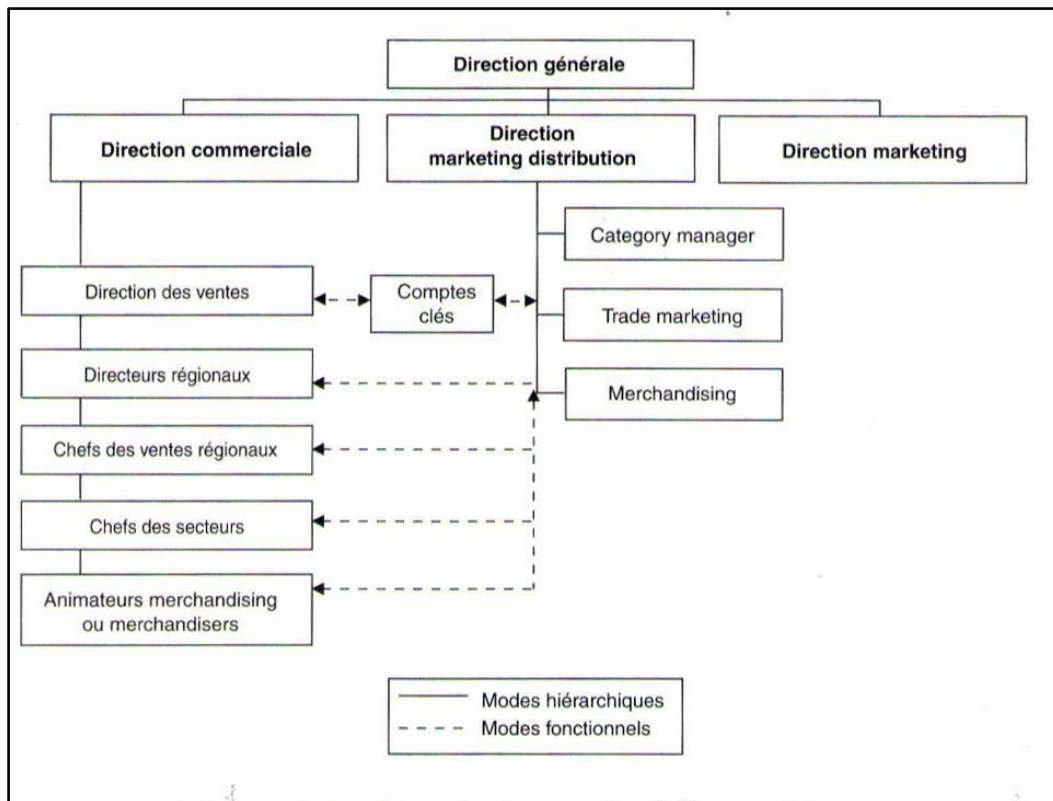 Direction générale
Direction commerciale
Direction
marketing distribution
Direction marketing
Category manager
Direction des ventes
Comptes
clés
Trade marketing
Directeurs régionaux
Merchandising
Chefs des ventes régionaux
Chefs des secteurs
Animateurs merchandising
ou merchandisers
Modes hiérarchiques
Modes fonctionnels